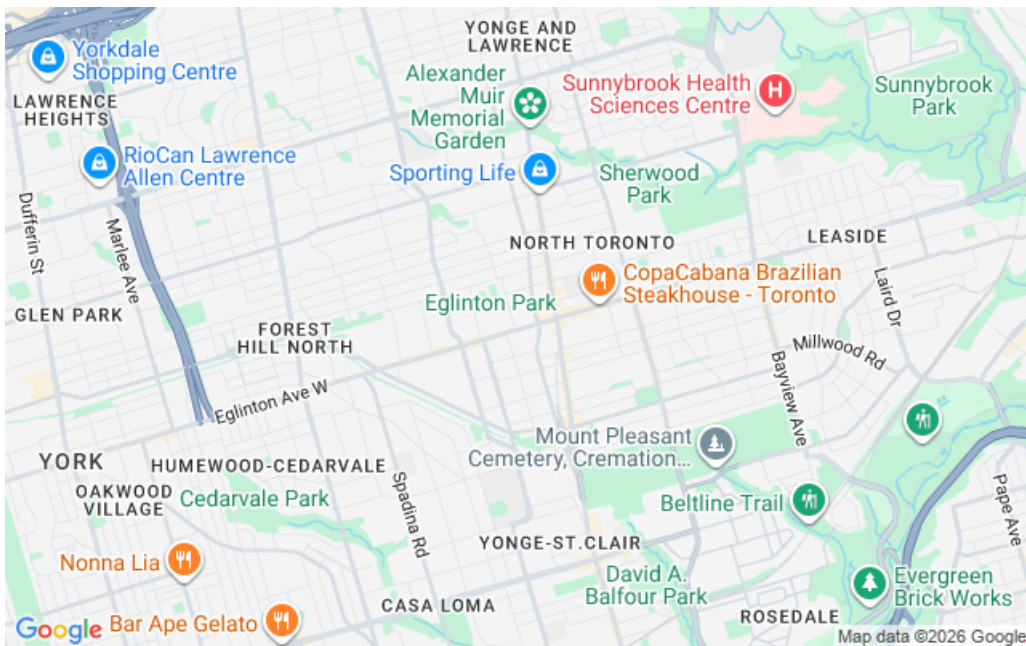 YONGE AND
LAWRENCE
Yorkdale
Shopping Centre
Alexander
Muir
Memorial
Garden
Sunnybrook Health
Sciences Centre
Sunnybrook
Park
LAWRENCE
HEIGHTS
RioCan Lawrence
Allen Centre
Sporting Life
Sherwood
Park
Dufferin St
Marlee Ave
NORTH TORONTO
LEASIDE
CopaCabana Brazilian
Steakhouse - Toronto
Laird Dr
Eglinton Park
GLEN PARK
FOREST
HILL NORTH
Millwood Rd
Bayview Ave
Eglinton Ave W
Mount Pleasant
Cemetery, Cremation...
YORK
HUMEWOOD-CEDARVALE
OAKWOOD
VILLAGE
Cedarvale Park
Spadina Rd
Beltline Trail
Pape Ave
YONGE-ST.CLAIR
Nonna Lia
David A.
Balfour Park
Evergreen
Brick Works
CASA LOMA
ROSEDALE
Bar Ape Gelato
Google
Map data ©2026 Google